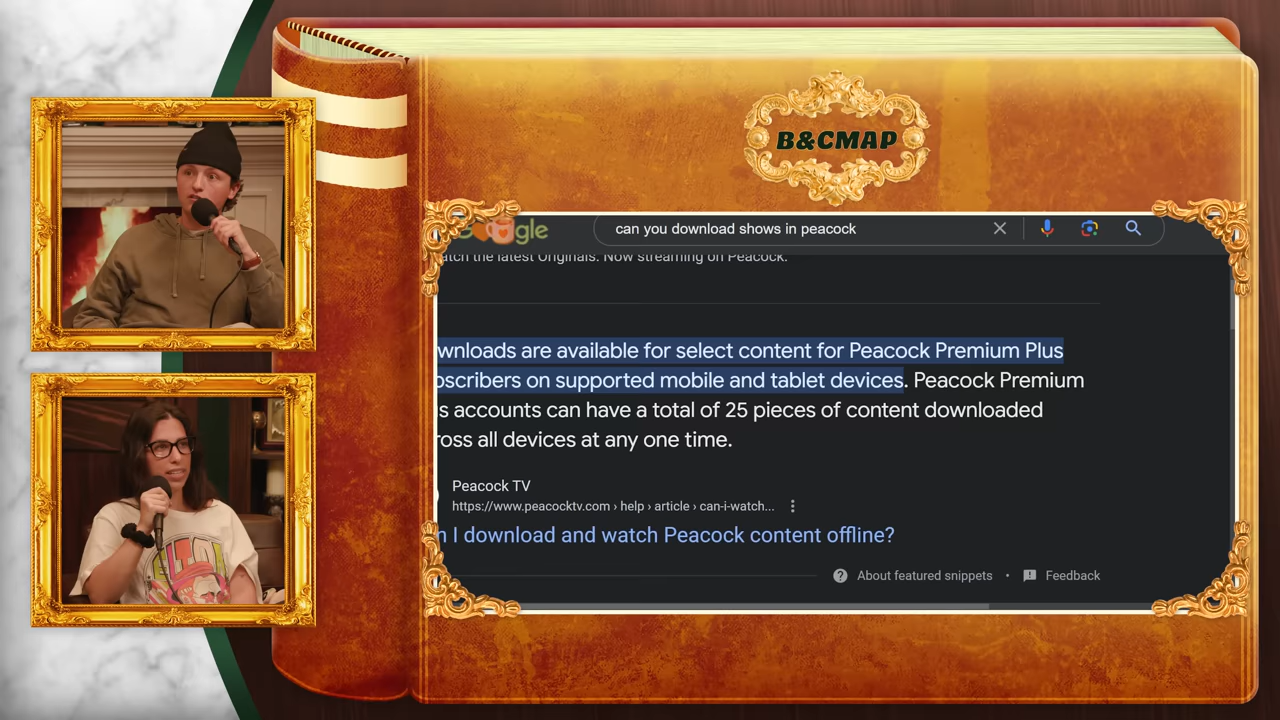 B&CMAP
gle
can you download shows in peacock
atch the latest Originals. Now streaming on Peacock.
wnloads are available for select content for Peacock Premium Plus
bscribers on supported mobile and tablet devices. Peacock Premium
s accounts can have a total of 25 pieces of content downloaded
ross all devices at any one time.
Peacock TV
https://www.peacocktv.com › help › article › can-i-watch...
n I download and watch Peacock content offline?
About featured snippets • Feedback